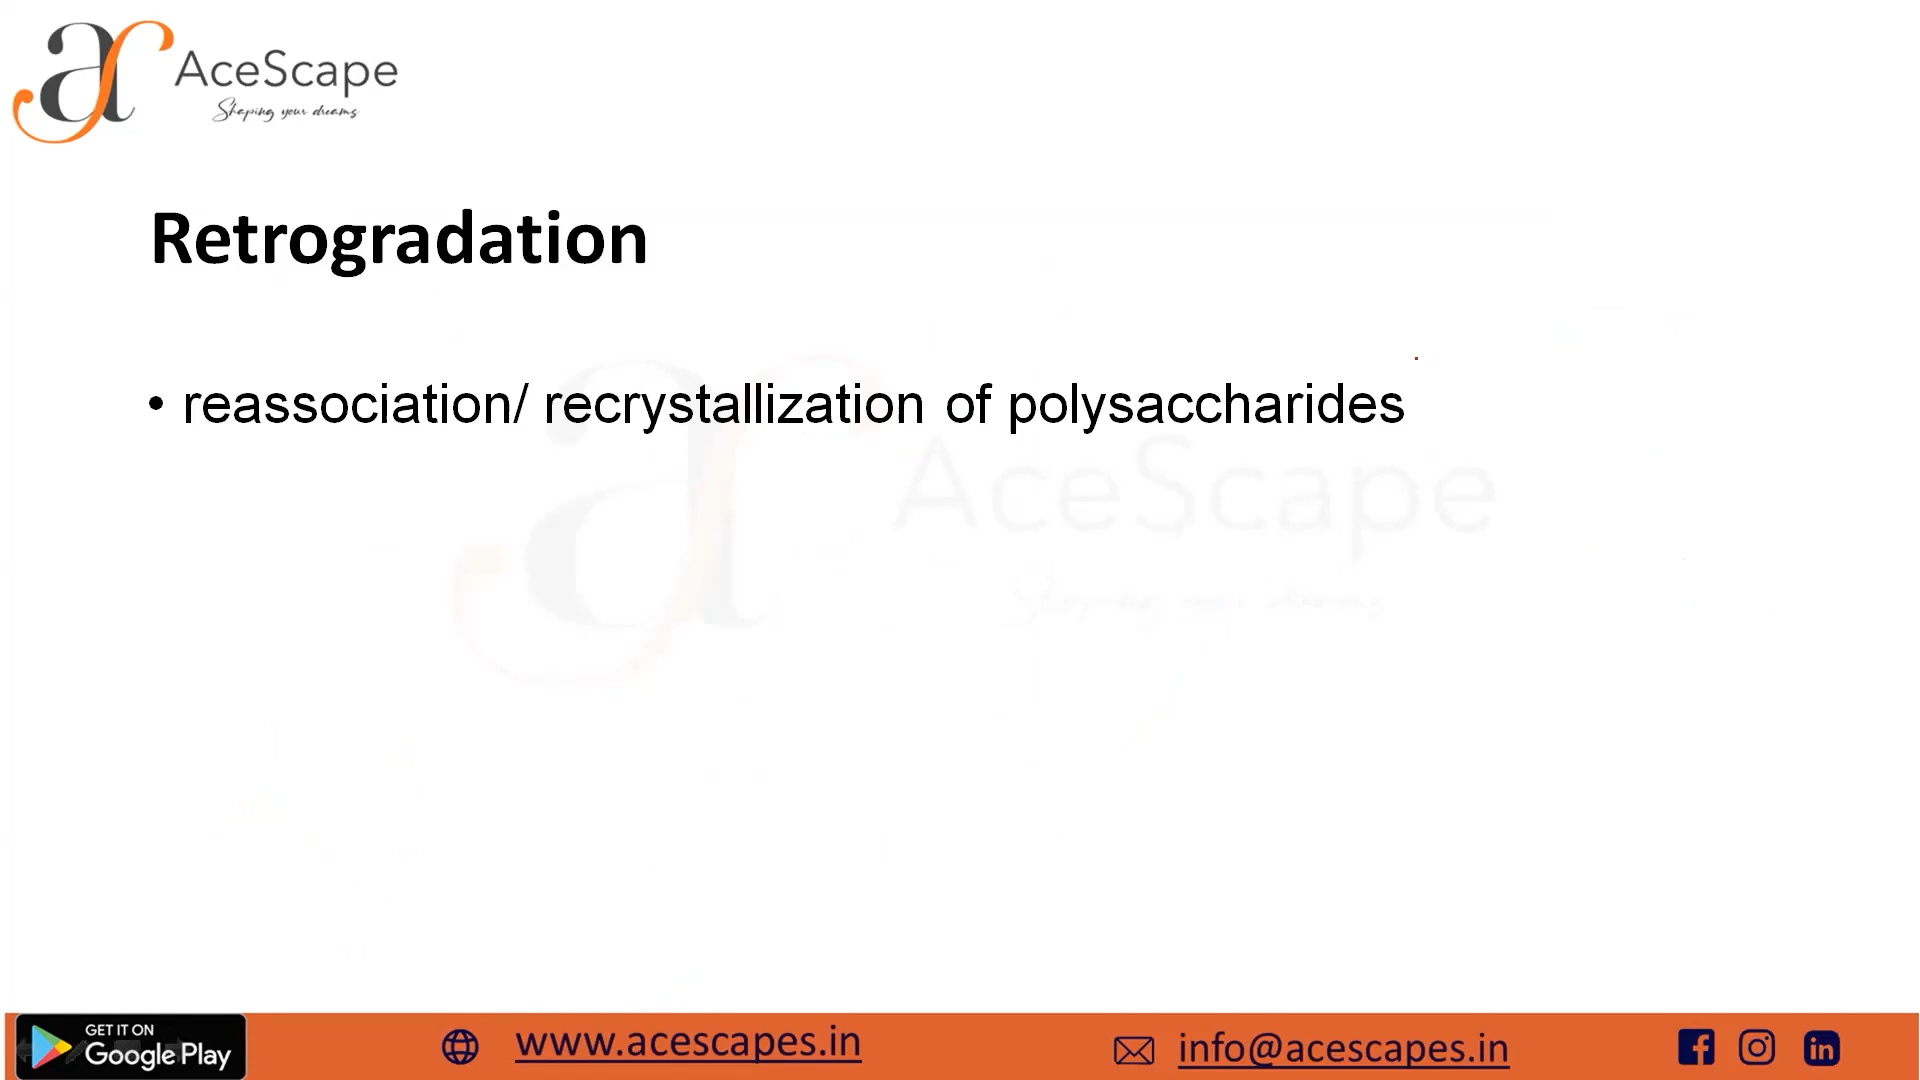 AceScape
Shaping your dreams
Retrogradation
• reassociation/ recrystallization of polysaccharides
AceScape
GET IT ON
Google Play
www.acescapes.in
info@acescapes.in